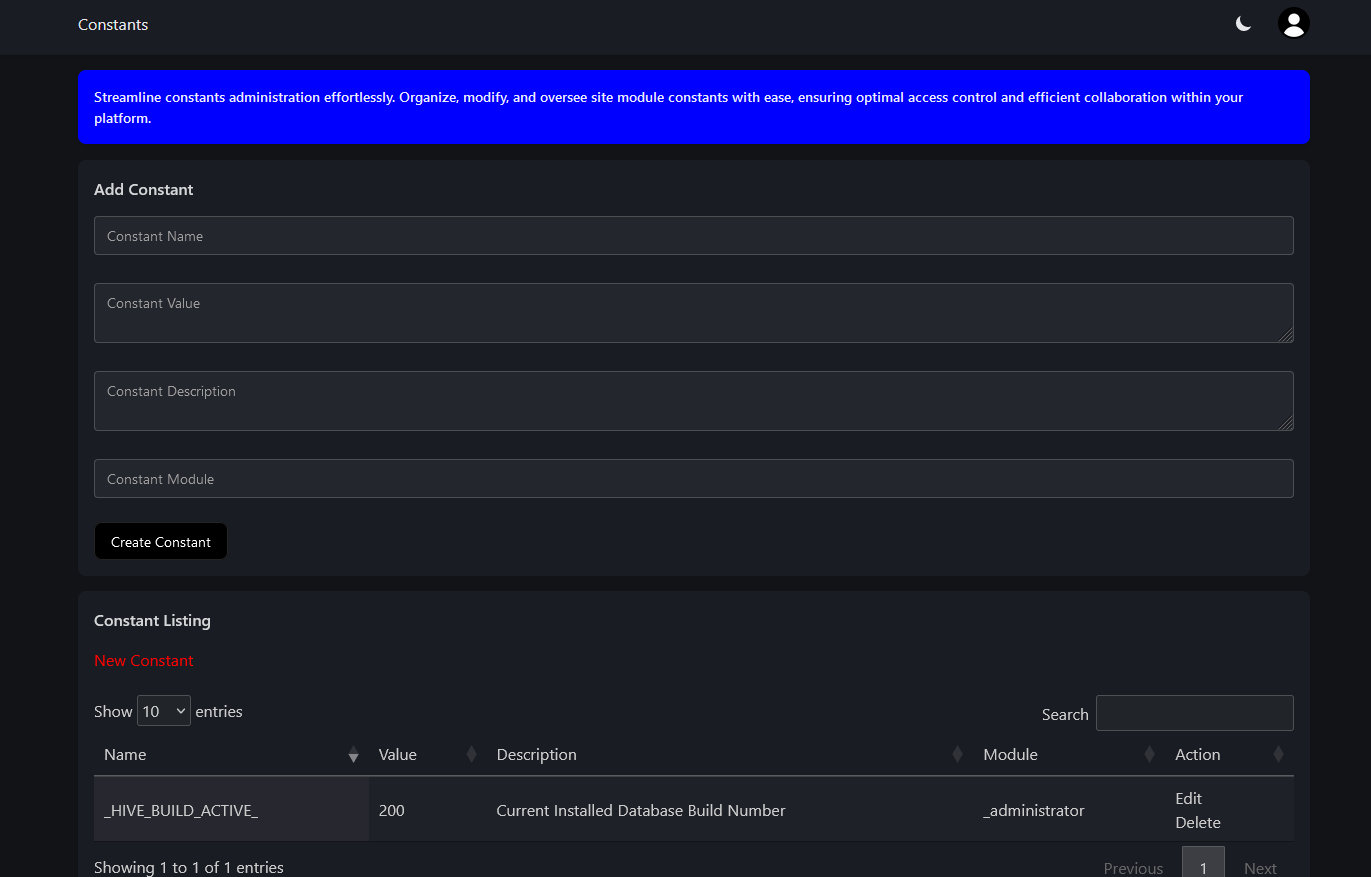 Constants
Streamline constants administration effortlessly. Organize, modify, and oversee site module constants with ease, ensuring optimal access control and efficient collaboration within your
platform.
Add Constant
Constant Name
Constant Value
Constant Description
Constant Module
Create Constant
Constant Listing
New Constant
Show 10 entries
Search
Name Value Description Module Action
_HIVE_BUILD_ACTIVE_ 200 Current Installed Database Build Number _administrator Edit
Delete
Showing 1 to 1 of 1 entries
Previous 1 Next